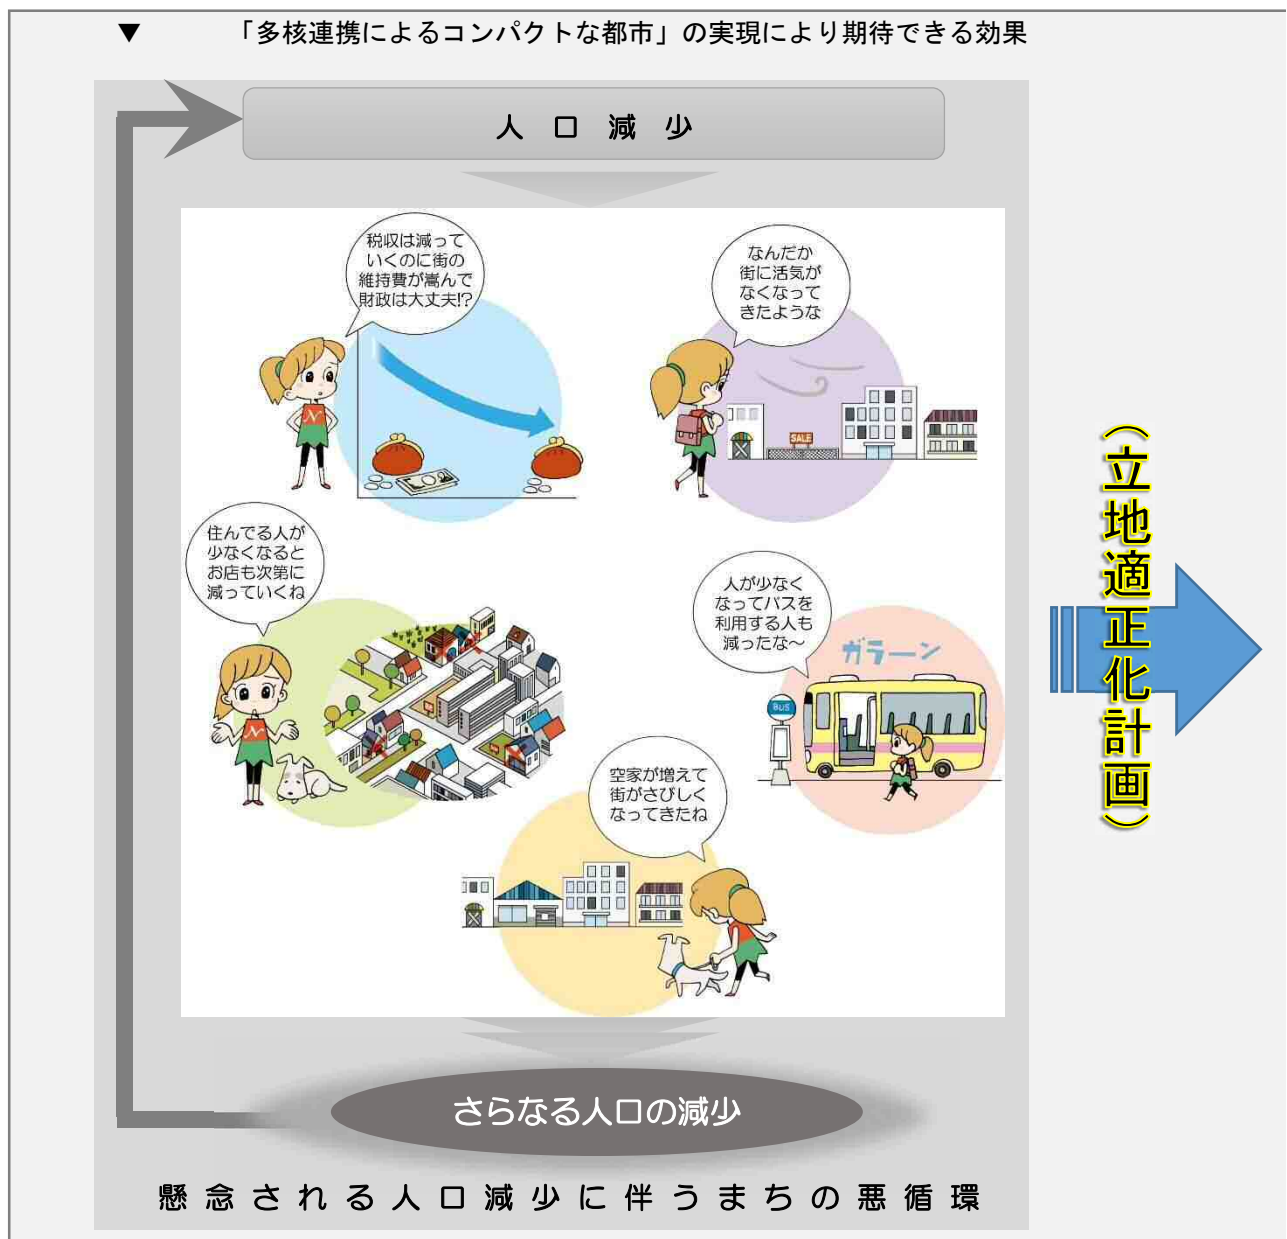 ▼ 「多核連携によるコンパクトな都市」の実現により期待できる効果
人口減少
税収は減って
いくのに街の
維持費が嵩んで
財政は大丈夫!?
なんだか
街に活気が
なくなって
きたような
SALE
住んでる人が
少なくなると
お店も次第に
減っていくね
人が少なく
なってバスを
利用する人も
減ったな～
ガラーン
BUS
空家が増えて
街がさびしく
なってきたね
さらなる人口の減少
懸念される人口減少に伴うまちの悪循環
（立地適正化計画）